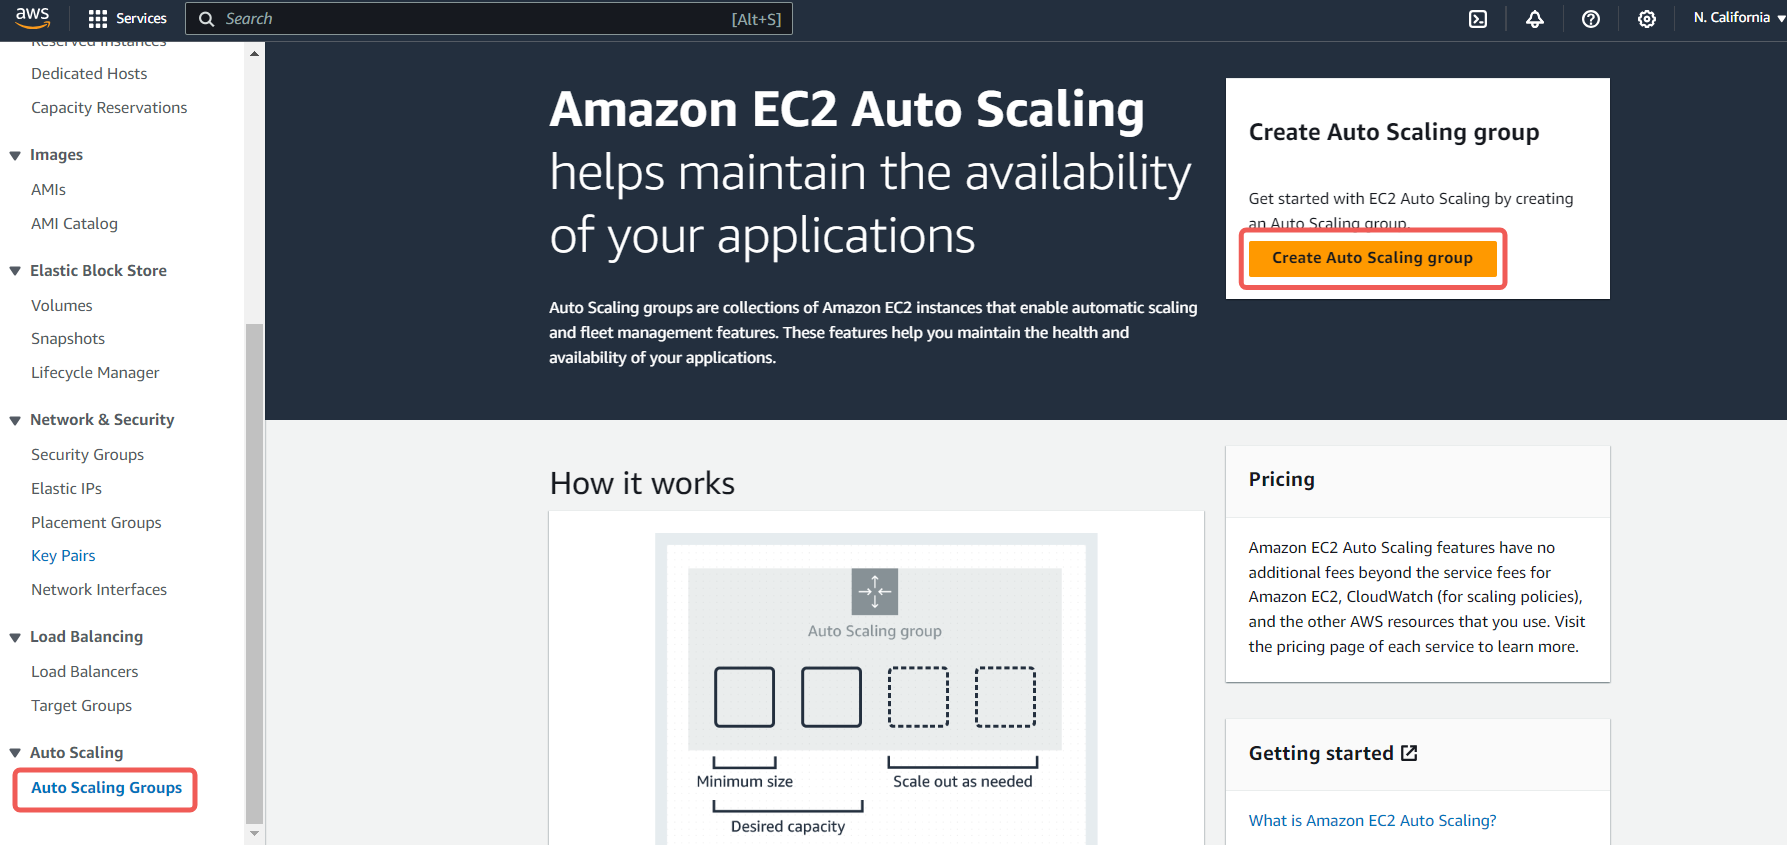 aws
Services
Search
[Alt+S]
N. California
Reserved Instances
Dedicated Hosts
Capacity Reservations
Images
AMIs
AMI Catalog
Elastic Block Store
Volumes
Snapshots
Lifecycle Manager
Network & Security
Security Groups
Elastic IPs
Placement Groups
Key Pairs
Network Interfaces
Load Balancing
Load Balancers
Target Groups
Auto Scaling
Auto Scaling Groups
Amazon EC2 Auto Scaling
helps maintain the availability
of your applications
Auto Scaling groups are collections of Amazon EC2 instances that enable automatic scaling
and fleet management features. These features help you maintain the health and
availability of your applications.
Create Auto Scaling group
Get started with EC2 Auto Scaling by creating
an Auto Scaling group.
Create Auto Scaling group
How it works
Auto Scaling group
Minimum size
Scale out as needed
Desired capacity
Pricing
Amazon EC2 Auto Scaling features have no
additional fees beyond the service fees for
Amazon EC2, CloudWatch (for scaling policies),
and the other AWS resources that you use. Visit
the pricing page of each service to learn more.
Getting started
What is Amazon EC2 Auto Scaling?